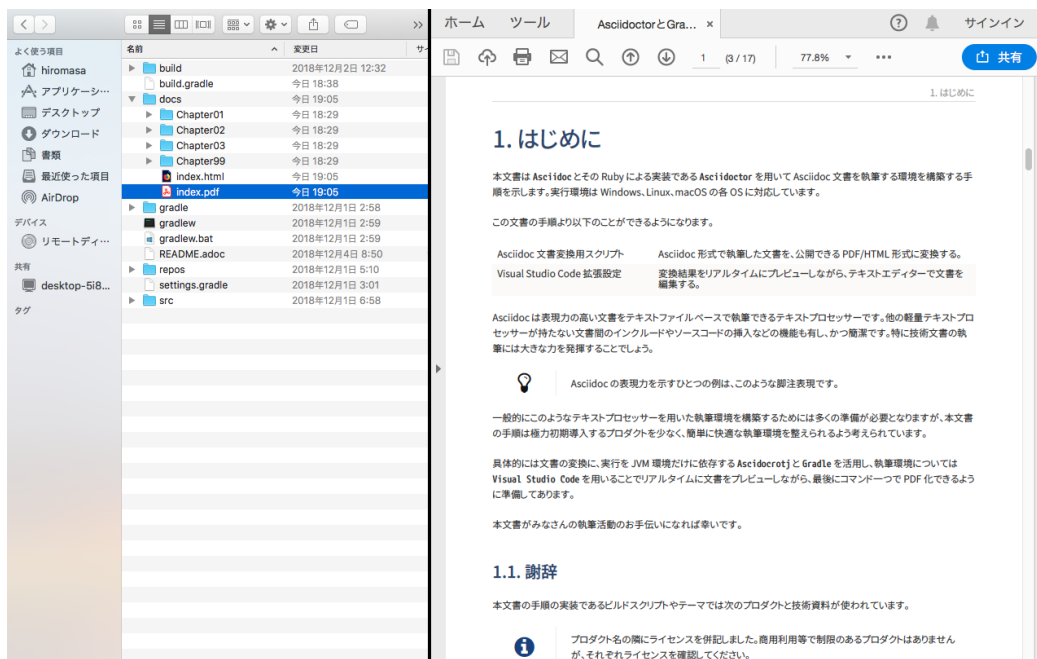 よく使う項目
hiromasa
アプリケーシ…
デスクトップ
ダウンロード
書類
最近使った項目
AirDrop
デバイス
リモートディ…
共有
desktop-5i8...
タグ
名前 変更日 サイ
build 2018年12月2日 12:32
build.gradle 今日 18:38
docs 今日 19:05
Chapter01 今日 18:29
Chapter02 今日 18:29
Chapter03 今日 18:29
Chapter99 今日 18:29
index.html 今日 19:05
index.pdf 今日 19:05
gradle 2018年12月1日 2:58
gradlew 2018年12月1日 2:59
gradlew.bat 2018年12月1日 2:59
README.adoc 2018年12月4日 8:50
repos 2018年12月1日 5:10
settings.gradle 2018年12月1日 3:01
src 2018年12月1日 6:58
ホーム ツール AsciidoctorとGra... × サインイン
1 (3 / 17) 77.8% 共有
1. はじめに
1. はじめに
本文書は Asciidoc とその Ruby による実装である Asciidoctor を用いて Asciidoc 文書を執筆する環境を構築する手
順を示します。実行環境は Windows、Linux、macOS の各 OS に対応しています。
この文書の手順より以下のことができるようになります。
Asciidoc 文書変換用スクリプト Asciidoc 形式で執筆した文書を、公開できる PDF/HTML 形式に変換する。
Visual Studio Code 拡張設定 変換結果をリアルタイムにプレビューしながら、テキストエディターで文書を
編集する。
Asciidoc は表現力の高い文書をテキストファイルベースで執筆できるテキストプロセッサーです。他の軽量テキストプロ
セッサーが持たない文書間のインクルードやソースコードの挿入などの機能も有し、かつ簡潔です。特に技術文書の執
筆には大きな力を発揮することでしょう。
Asciidoc の表現力を示すひとつの例は、このような脚注表現です。
一般的にこのようなテキストプロセッサーを用いた執筆環境を構築するためには多くの準備が必要となりますが、本文書
の手順は極力初期導入するプロダクトを少なく、簡単に快適な執筆環境を整えられるよう考えられています。
具体的には文書の変換に、実行を JVM 環境だけに依存する Ascidocrotj と Gradle を活用し、執筆環境については
Visual Studio Code を用いることでリアルタイムに文書をプレビューしながら、最後にコマンド一つで PDF 化できるよう
に準備してあります。
本文書がみなさんの執筆活動のお手伝いになれば幸いです。
1.1. 謝辞
本文書の手順の実装であるビルドスクリプトやテーマでは次のプロダクトと技術資料が使われています。
プロダクト名の隣にライセンスを併記しました。商用利用等で制限のあるプロダクトはありません
が、それぞれライセンスを確認してください。